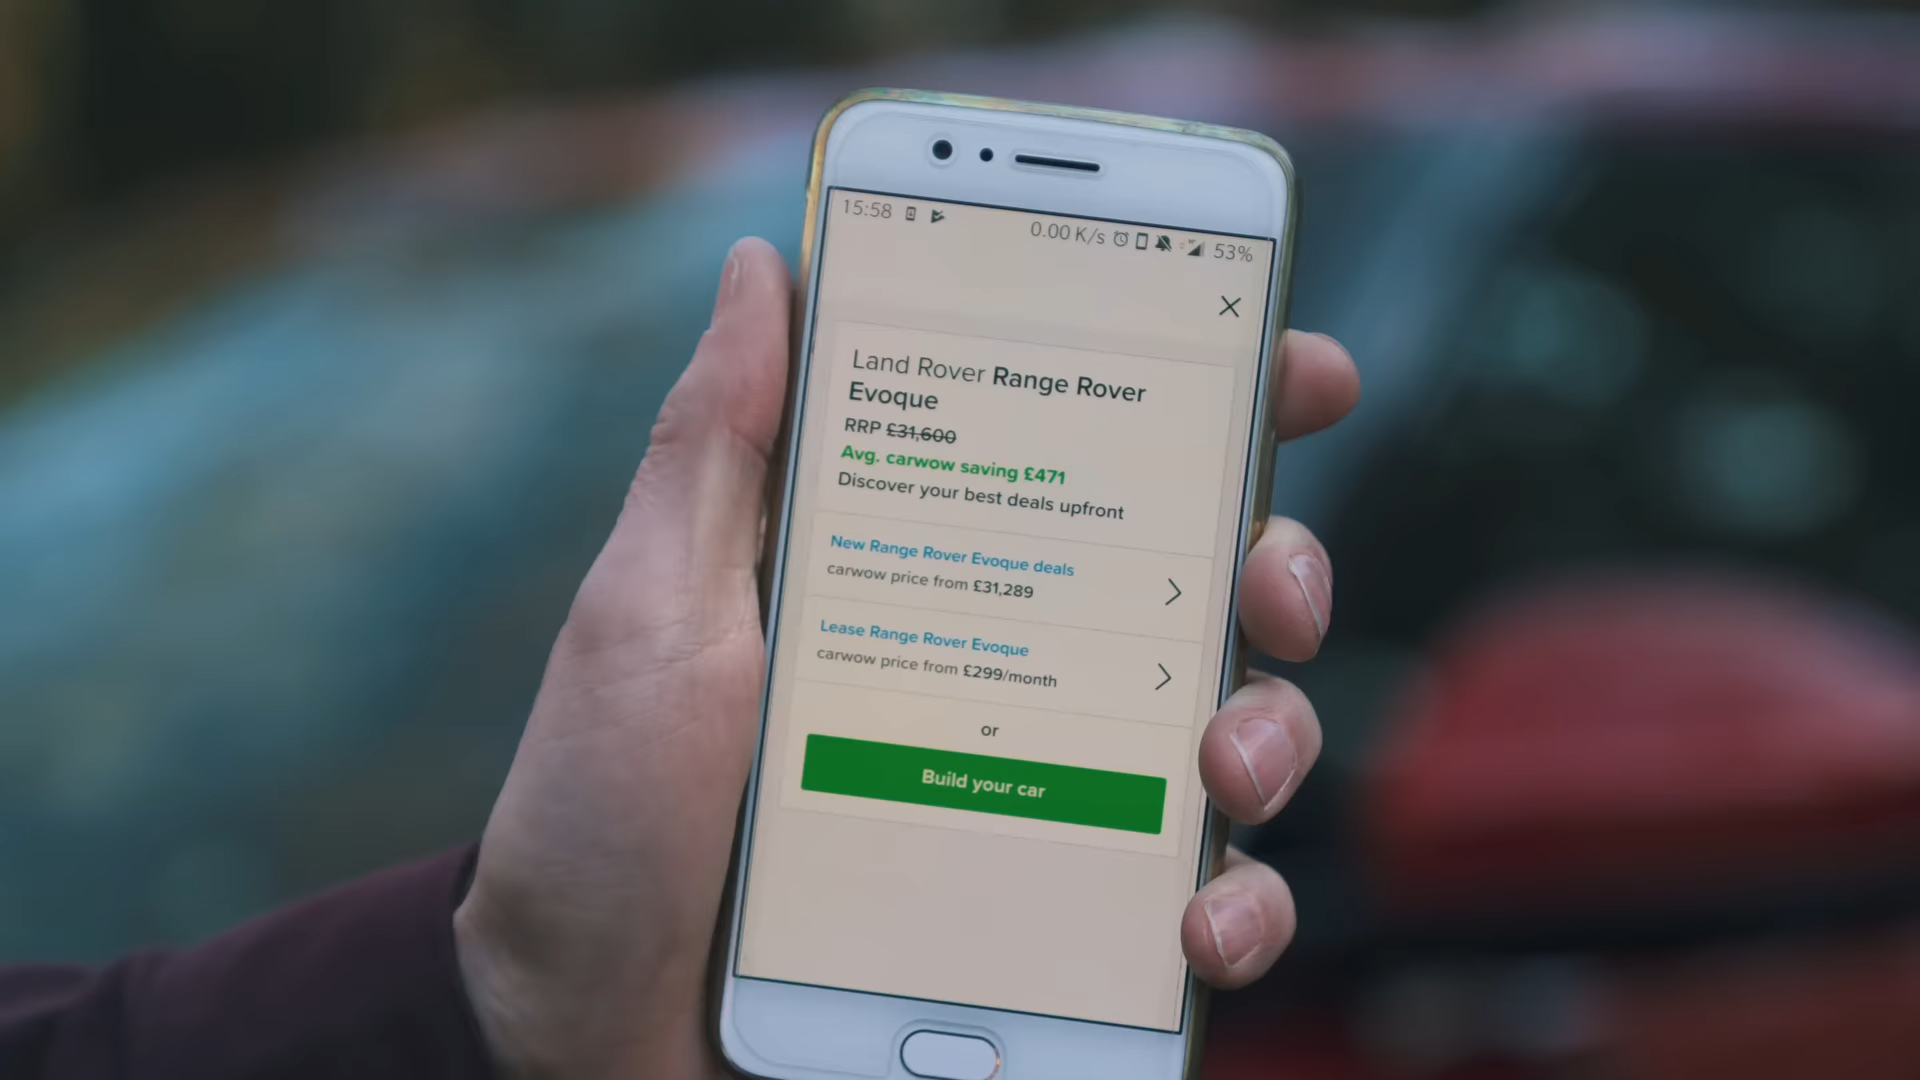 15:58 0.00 K/s 53%
Land Rover Range Rover
Evoque
RRP £31,600
Avg. carwow saving £471
Discover your best deals upfront
New Range Rover Evoque deals
carwow price from £31,289
Lease Range Rover Evoque
carwow price from £299/month
or
Build your car